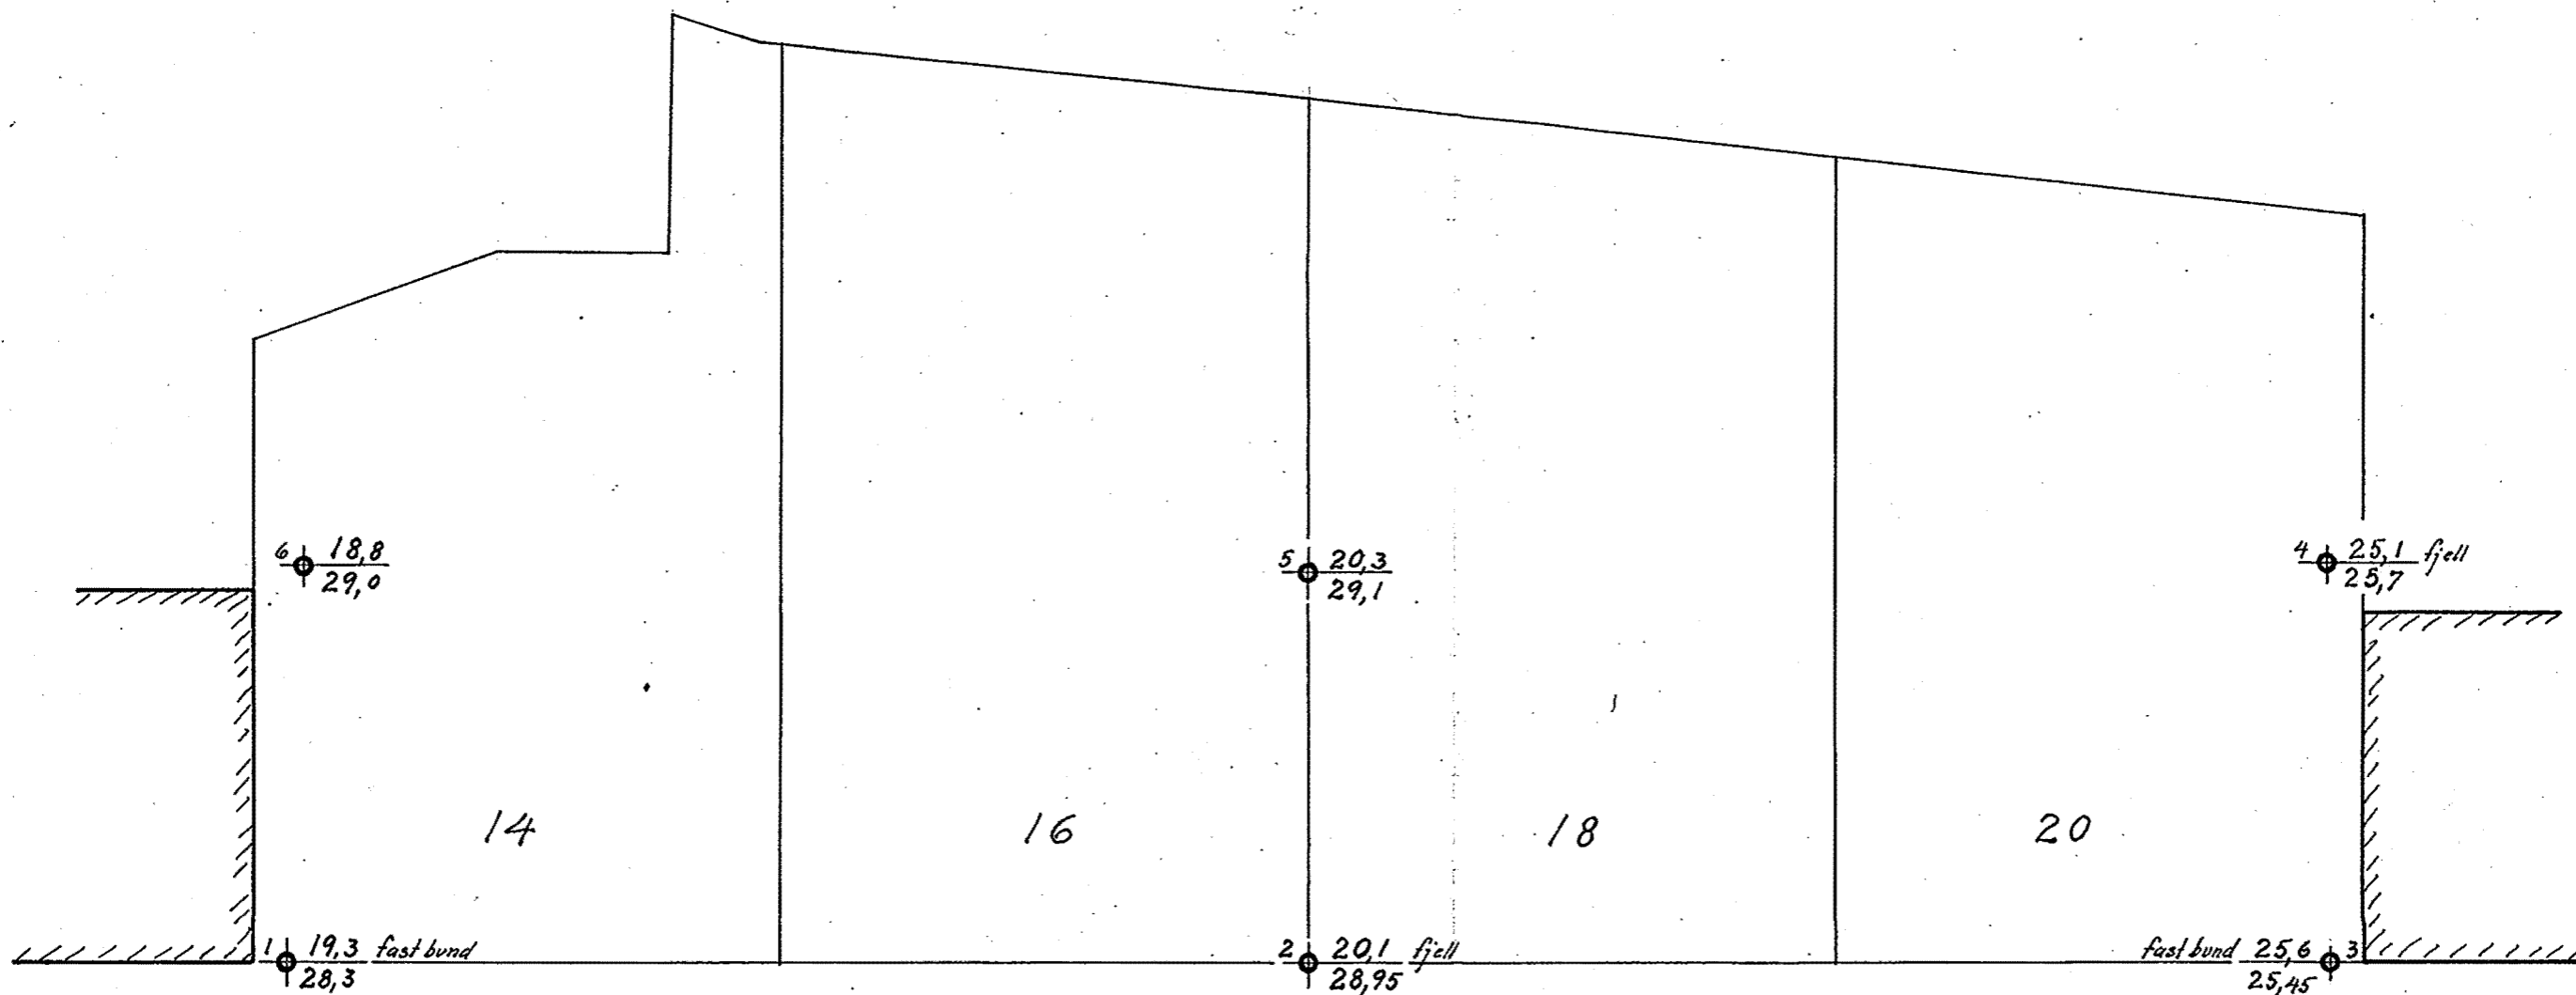 6 18,8
29,0
5 20,3
29,1
4 25,1 fjell
25,7
14 16 18 20
1 19,3 fast bund
28,3
2 20,1 fjell
28,95
fast bund 25,6 3
25,45